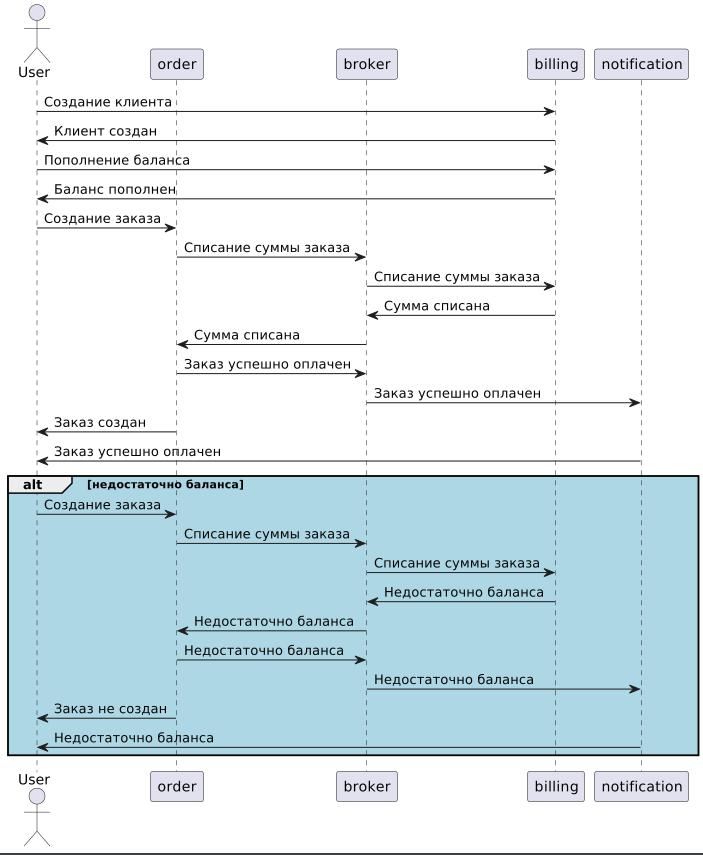 User
order
broker
billing
notification
Создание клиента
Клиент создан
Пополнение баланса
Баланс пополнен
Создание заказа
Списание суммы заказа
Списание суммы заказа
Сумма списана
Сумма списана
Заказ успешно оплачен
Заказ успешно оплачен
Заказ создан
Заказ успешно оплачен
alt
[недостаточно баланса]
Создание заказа
Списание суммы заказа
Списание суммы заказа
Недостаточно баланса
Недостаточно баланса
Недостаточно баланса
Недостаточно баланса
Заказ не создан
Недостаточно баланса
User
order
broker
billing
notification